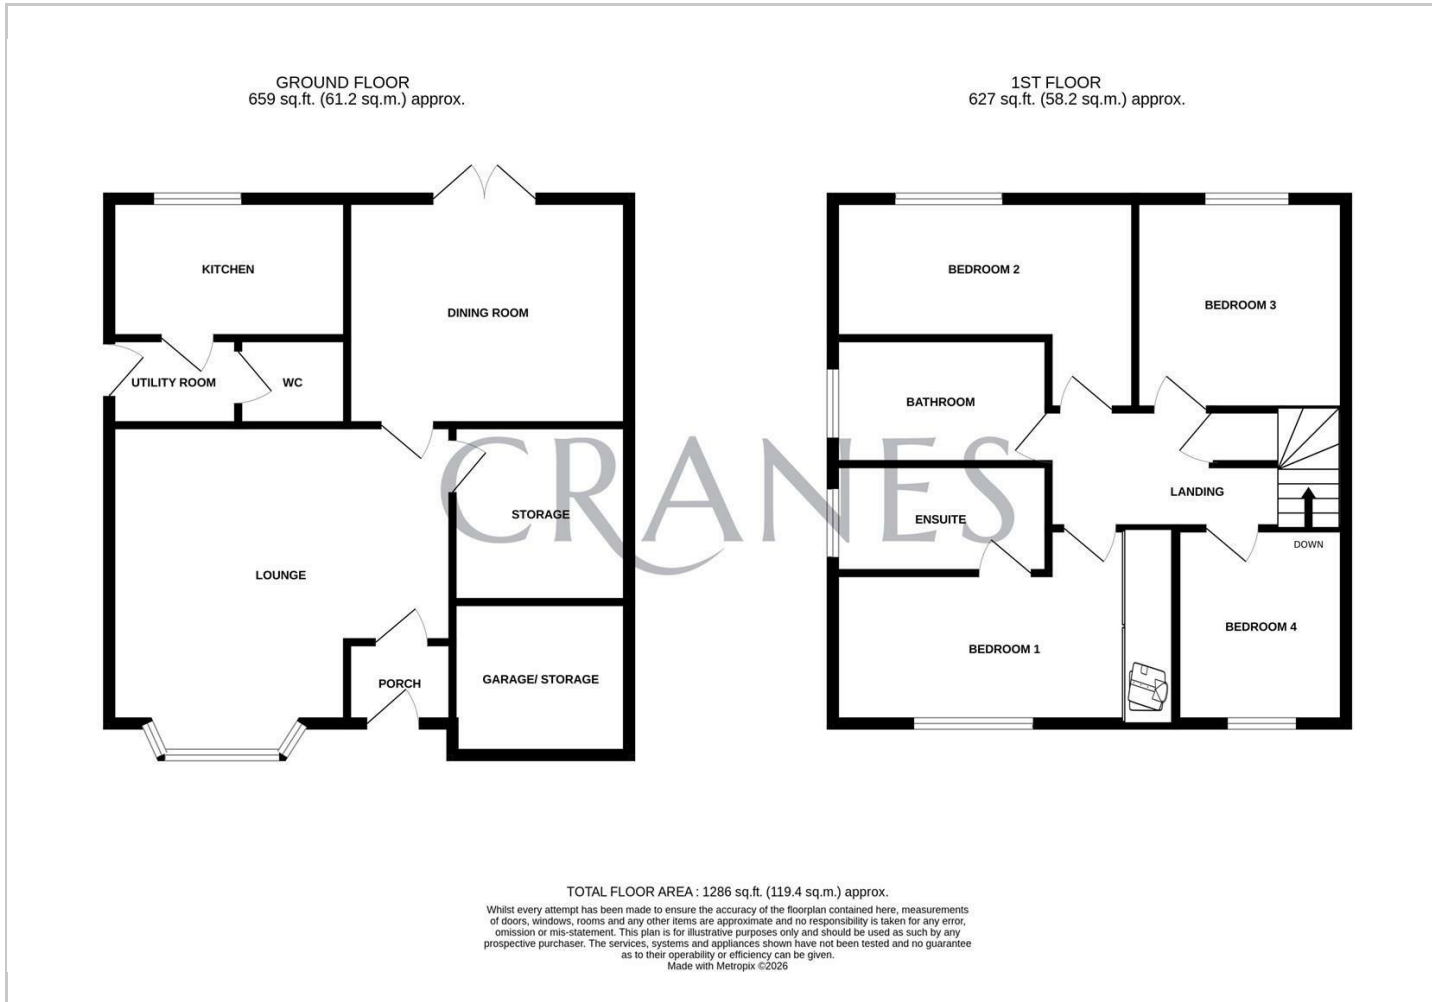 GROUND FLOOR
659 sq.ft. (61.2 sq.m.) approx.
1ST FLOOR
627 sq.ft. (58.2 sq.m.) approx.
KITCHEN
DINING ROOM
UTILITY ROOM
WC
STORAGE
LOUNGE
PORCH
GARAGE/ STORAGE
BEDROOM 2
BEDROOM 3
BATHROOM
LANDING
ENSUITE
DOWN
BEDROOM 1
BEDROOM 4
CRANES
TOTAL FLOOR AREA : 1286 sq.ft. (119.4 sq.m.) approx.
Whilst every attempt has been made to ensure the accuracy of the floorplan contained here, measurements
of doors, windows, rooms and any other items are approximate and no responsibility is taken for any error,
omission or mis-statement. This plan is for illustrative purposes only and should be used as such by any
prospective purchaser. The services, systems and appliances shown have not been tested and no guarantee
as to their operability or efficiency can be given.
Made with Metropix ©2026